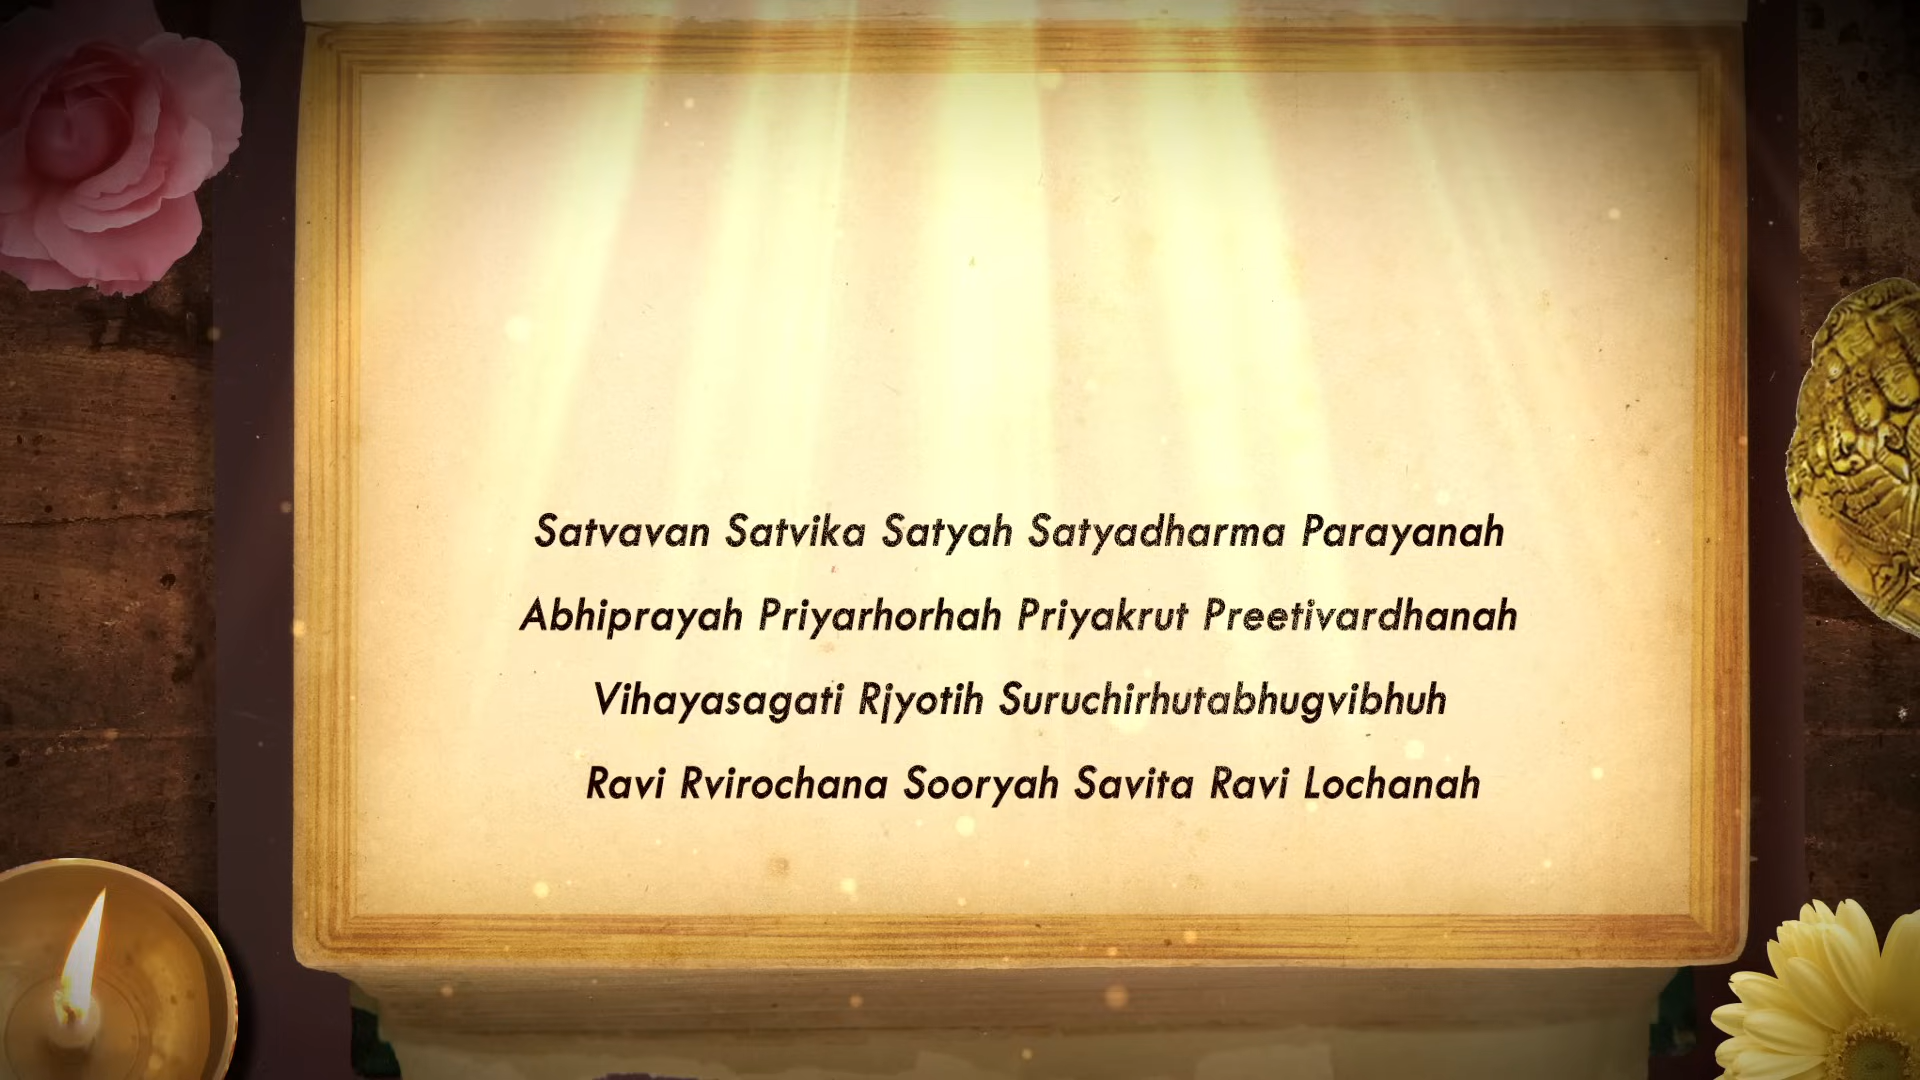 Satvavan Satvika Satyah Satyadharma Parayanah
Abhiprayah Priyarhorhah Priyakrut Preetivardhanah
Vihayasagati Rjyotih Suruchirhutabhugvibhuh
Ravi Rvirochana Sooryah Savita Ravi Lochanah